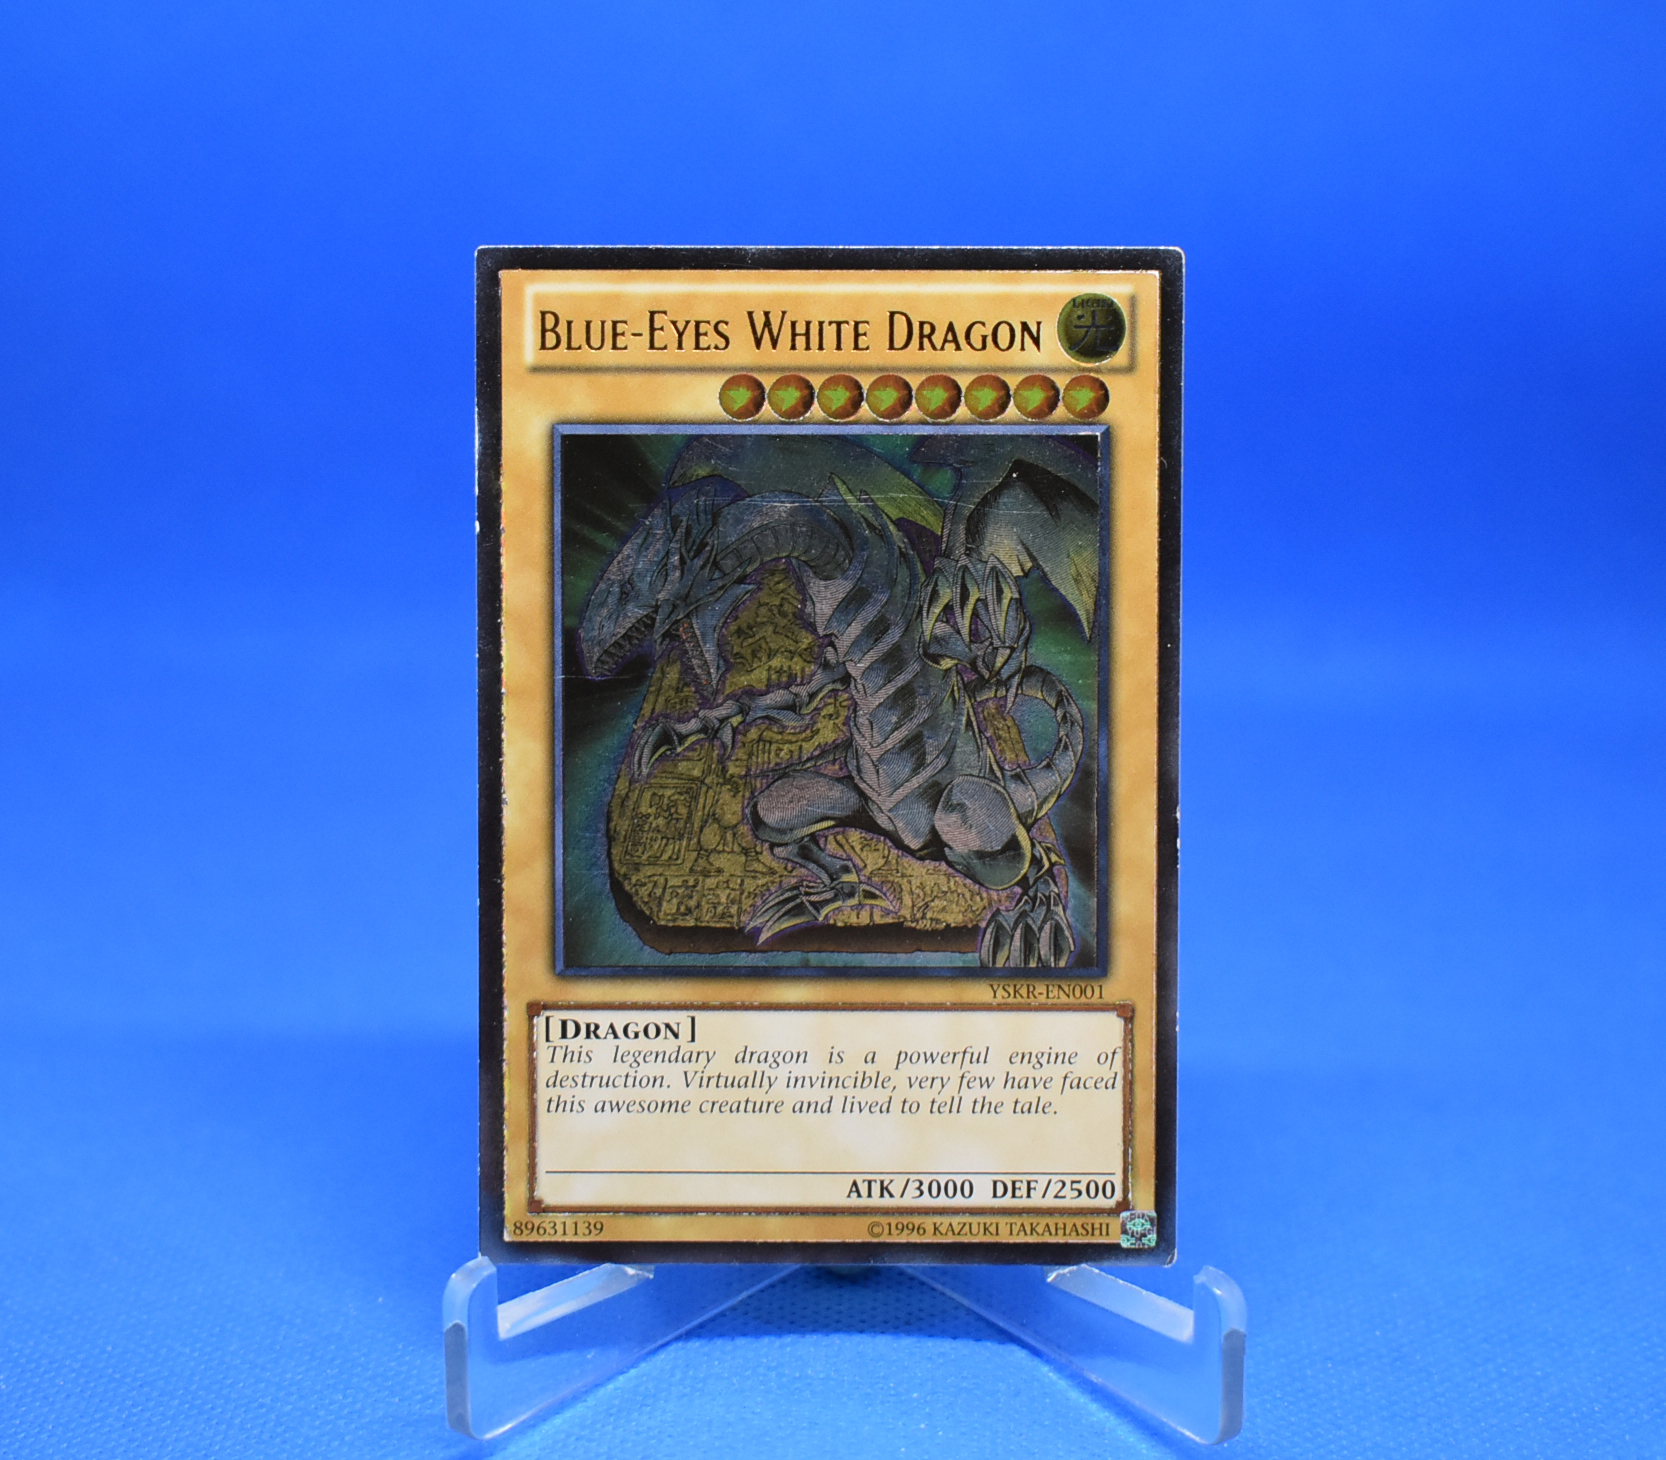 BLUE-EYES WHITE DRAGON
LIGHT
光
YSKR-EN001
[DRAGON]
This legendary dragon is a powerful engine of
destruction. Virtually invincible, very few have faced
this awesome creature and lived to tell the tale.
ATK/3000 DEF/2500
89631139 ©1996 KAZUKI TAKAHASHI